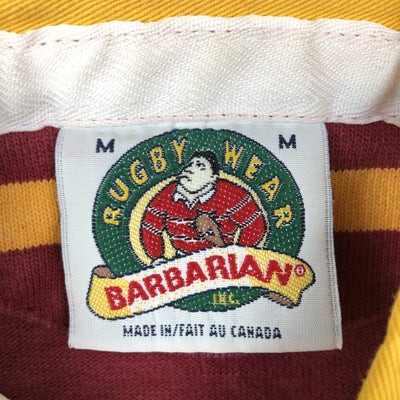 M M
RUGBY WEAR
BARBARIAN®
INC.
MADE IN/FAIT AU CANADA